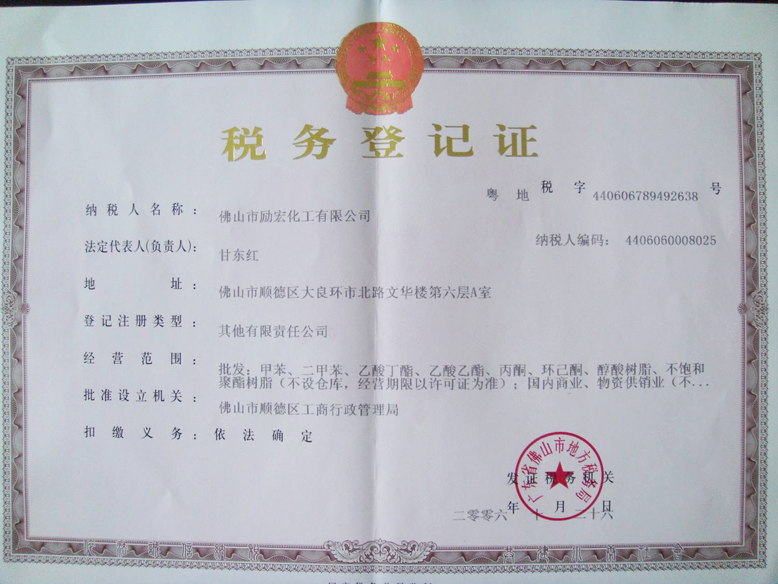 税务登记证
粤 地 税 字 440606789492638 号
纳税人名称： 佛山市励宏化工有限公司
纳税人编码： 4406060008025
法定代表人(负责人)： 甘东红
地 址： 佛山市顺德区大良环市北路文华楼第六层A室
登记注册类型： 其他有限责任公司
经营范围： 批发：甲苯、二甲苯、乙酸丁酯、乙酸乙酯、丙酮、环己酮、醇酸树脂、不饱和
聚酯树脂（不设仓库，经营期限以许可证为准）；国内商业、物资供销业（不...
批准设立机关： 佛山市顺德区工商行政管理局
扣缴义务： 依法确定
广东省佛山市地方税务局
发证税务机关
年 月 日
二零零六 十 二十六